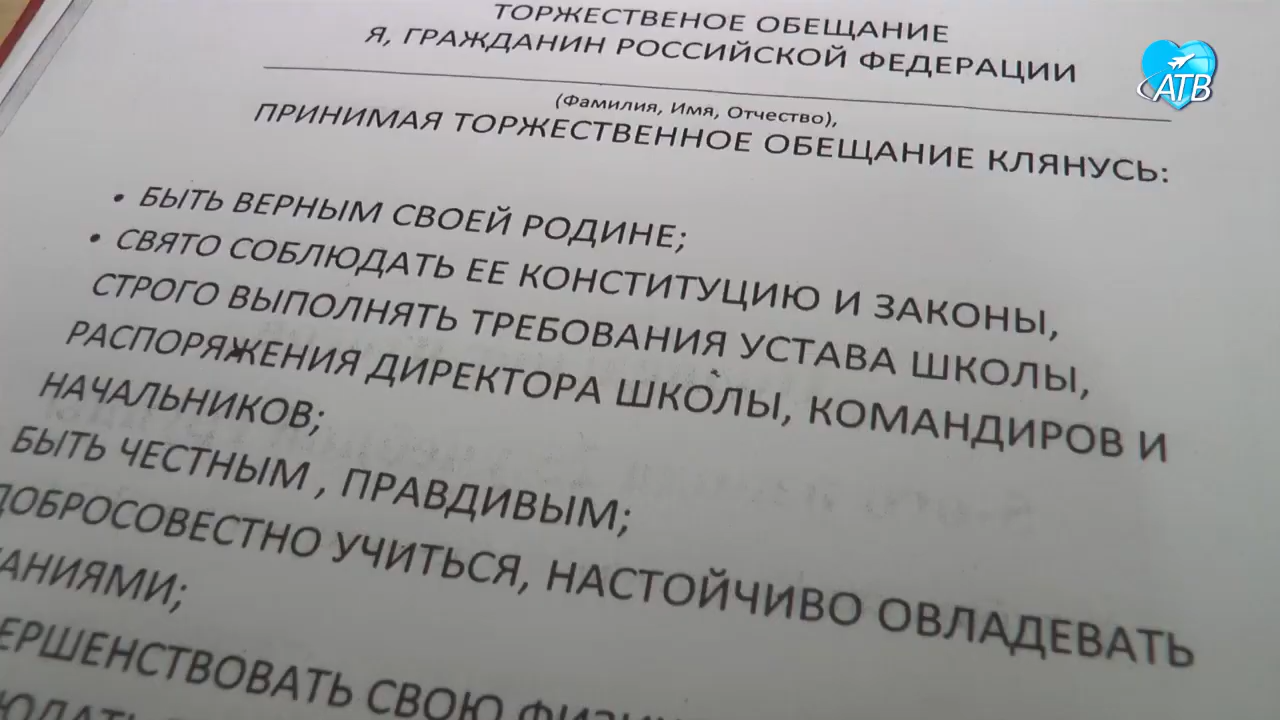 ТОРЖЕСТВЕНОЕ ОБЕЩАНИЕ
Я, ГРАЖДАНИН РОССИЙСКОЙ ФЕДЕРАЦИИ
(Фамилия, Имя, Отчество),
ПРИНИМАЯ ТОРЖЕСТВЕННОЕ ОБЕЩАНИЕ КЛЯНУСЬ:
• БЫТЬ ВЕРНЫМ СВОЕЙ РОДИНЕ;
• СВЯТО СОБЛЮДАТЬ ЕЕ КОНСТИТУЦИЮ И ЗАКОНЫ,
СТРОГО ВЫПОЛНЯТЬ ТРЕБОВАНИЯ УСТАВА ШКОЛЫ,
РАСПОРЯЖЕНИЯ ДИРЕКТОРА ШКОЛЫ, КОМАНДИРОВ И
НАЧАЛЬНИКОВ;
БЫТЬ ЧЕСТНЫМ , ПРАВДИВЫМ;
ДОБРОСОВЕСТНО УЧИТЬСЯ, НАСТОЙЧИВО ОВЛАДЕВАТЬ
АНИЯМИ;
ЕРШЕНСТВОВАТЬ СВОЮ
АТВ